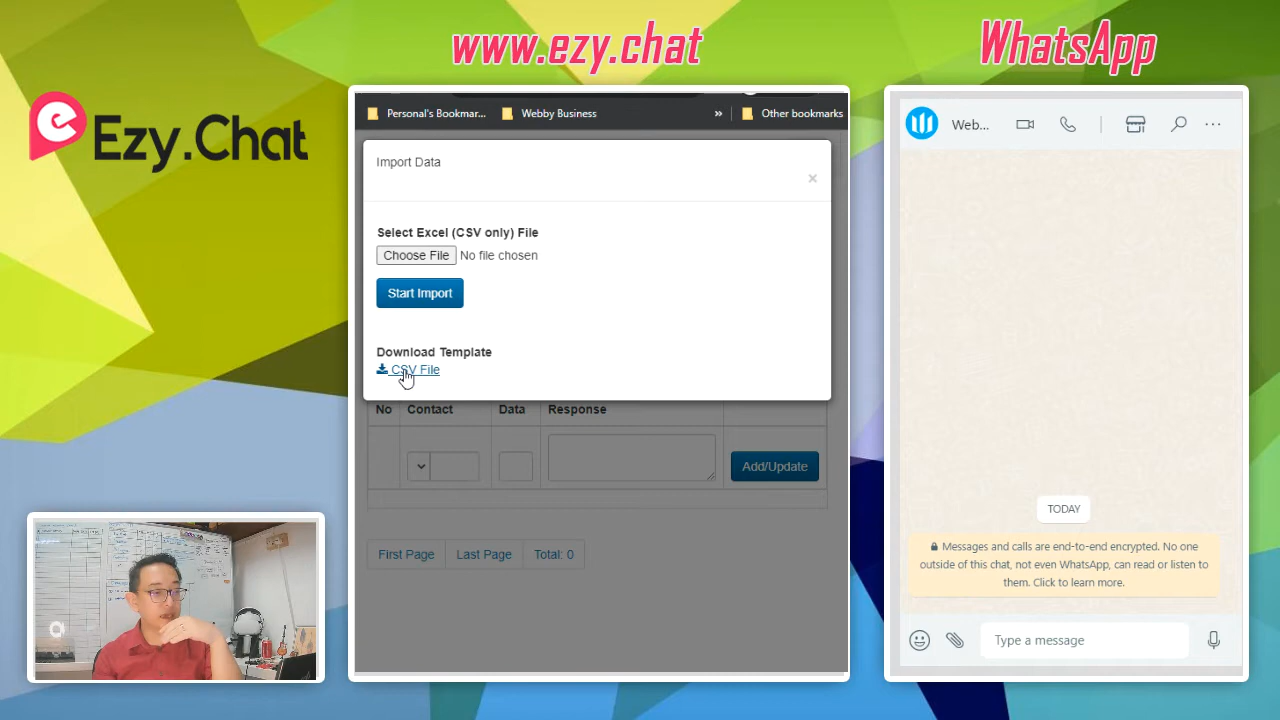 www.ezy.chat
WhatsApp
Ezy.Chat
Personal's Bookmar...
Webby Business
»
Other bookmarks
Import Data
×
Select Excel (CSV only) File
Choose File No file chosen
Start Import
Download Template
CSV File
No Contact Data Response
Add/Update
First Page Last Page Total: 0
Web...
TODAY
Messages and calls are end-to-end encrypted. No one
outside of this chat, not even WhatsApp, can read or listen to
them. Click to learn more.
Type a message